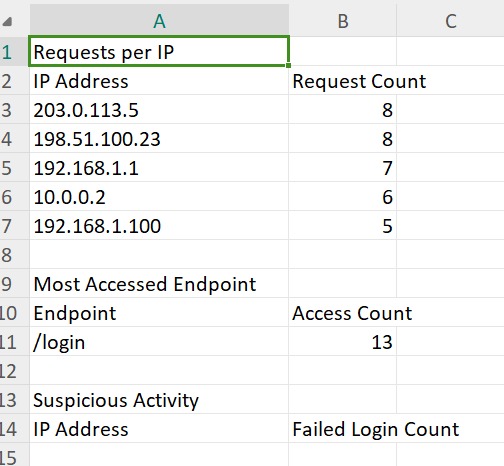 A B C
1 Requests per IP
2 IP Address Request Count
3 203.0.113.5 8
4 198.51.100.23 8
5 192.168.1.1 7
6 10.0.0.2 6
7 192.168.1.100 5
8
9 Most Accessed Endpoint
10 Endpoint Access Count
11 /login 13
12
13 Suspicious Activity
14 IP Address Failed Login Count
15